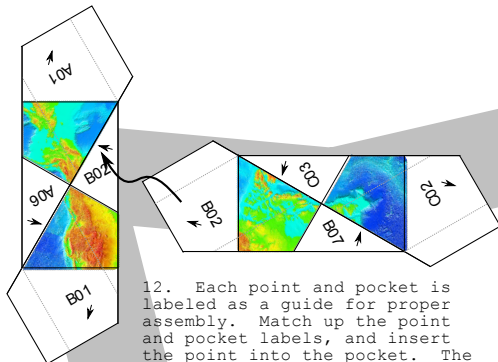 A01
B02
A06
B01
B02
C03
B07
C02
12. Each point and pocket is
labeled as a guide for proper
assembly. Match up the point
and pocket labels, and insert
the point into the pocket. The